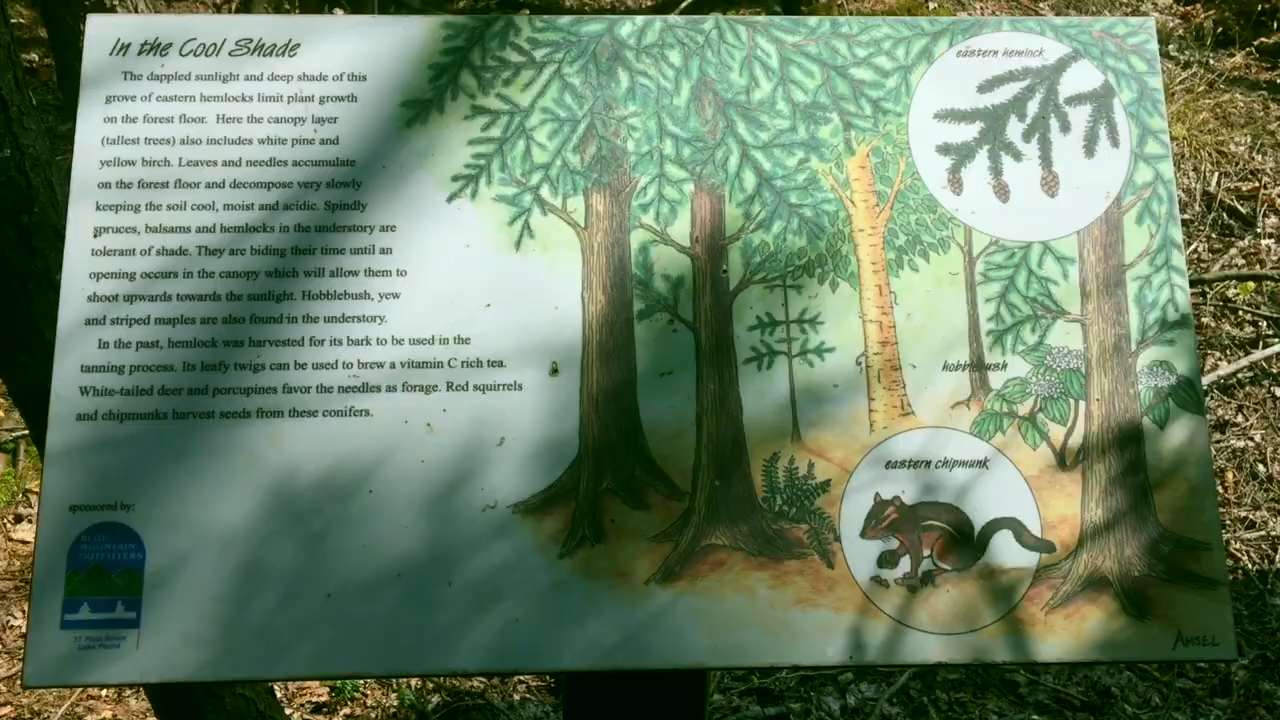 In the Cool Shade
The dappled sunlight and deep shade of this
grove of eastern hemlocks limit plant growth
on the forest floor. Here the canopy layer
(tallest trees) also includes white pine and
yellow birch. Leaves and needles accumulate
on the forest floor and decompose very slowly
keeping the soil cool, moist and acidic. Spindly
spruces, balsams and hemlocks in the understory are
tolerant of shade. They are biding their time until an
opening occurs in the canopy which will allow them to
shoot upwards towards the sunlight. Hobblebush, yew
and striped maples are also found in the understory.
In the past, hemlock was harvested for its bark to be used in the
tanning process. Its leafy twigs can be used to brew a vitamin C rich tea.
White-tailed deer and porcupines favor the needles as forage. Red squirrels
and chipmunks harvest seeds from these conifers.
sponsored by:
BLUE
MOUNTAIN
OUTFITTERS
Lake Placid
eastern hemlock
hobblebush
eastern chipmunk
AMSEL